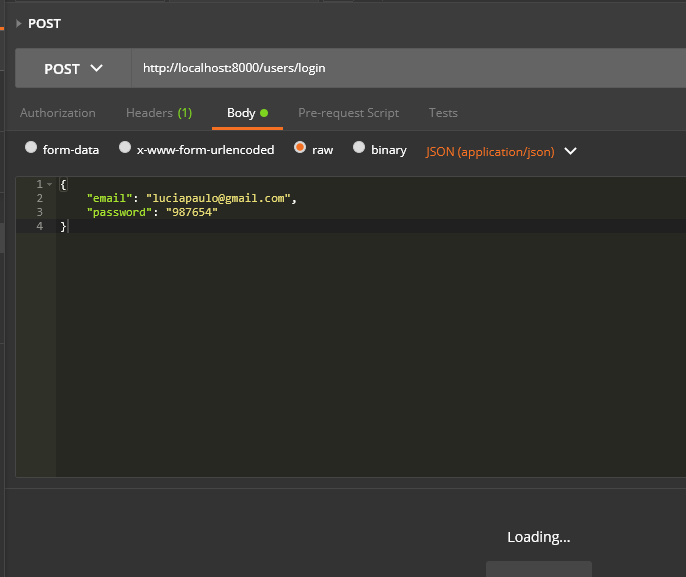 POST
POST http://localhost:8000/users/login
Authorization Headers (1) Body Pre-request Script Tests
form-data x-www-form-urlencoded raw binary JSON (application/json)
1 {
2 "email": "luciapaulo@gmail.com",
3 "password": "987654"
4 }
Loading...